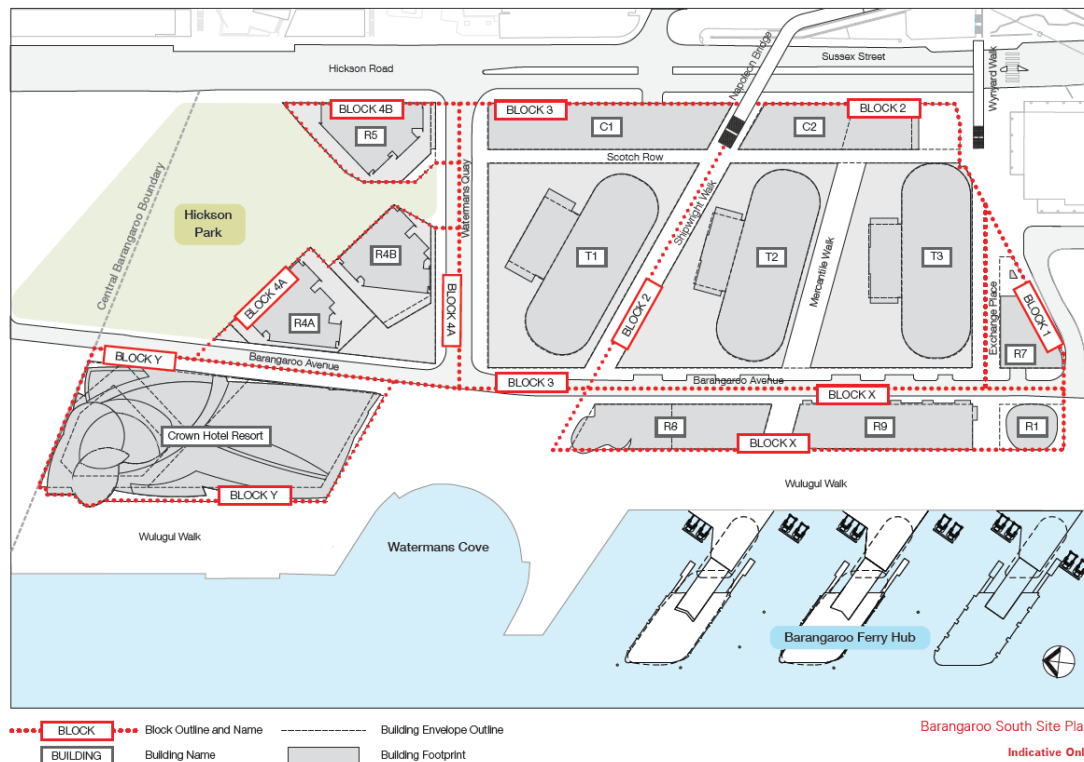 Hickson Road
Sussex Street
Napoleon Bridge
Wynyard Walk
BLOCK 4B
R5
BLOCK 3
C1
C2
BLOCK 2
Scotch Row
Central Barangaroo Boundary
Hickson
Park
Watermans Quay
Shipwright Walk
R4B
T1
T2
T3
Mercantile Walk
BLOCK 4A
BLOCK 4A
R4A
BLOCK 2
Exchange Place
BLOCK 1
R7
BLOCK Y
Barangaroo Avenue
BLOCK 3
Barangaroo Avenue
BLOCK X
Crown Hotel Resort
R8
BLOCK X
R9
R1
BLOCK Y
Wulugul Walk
Wulugul Walk
Watermans Cove
Barangaroo Ferry Hub
BLOCK Block Outline and Name Building Envelope Outline
BUILDING Building Name Building Footprint
Barangaroo South Site Pla
Indicative Onl